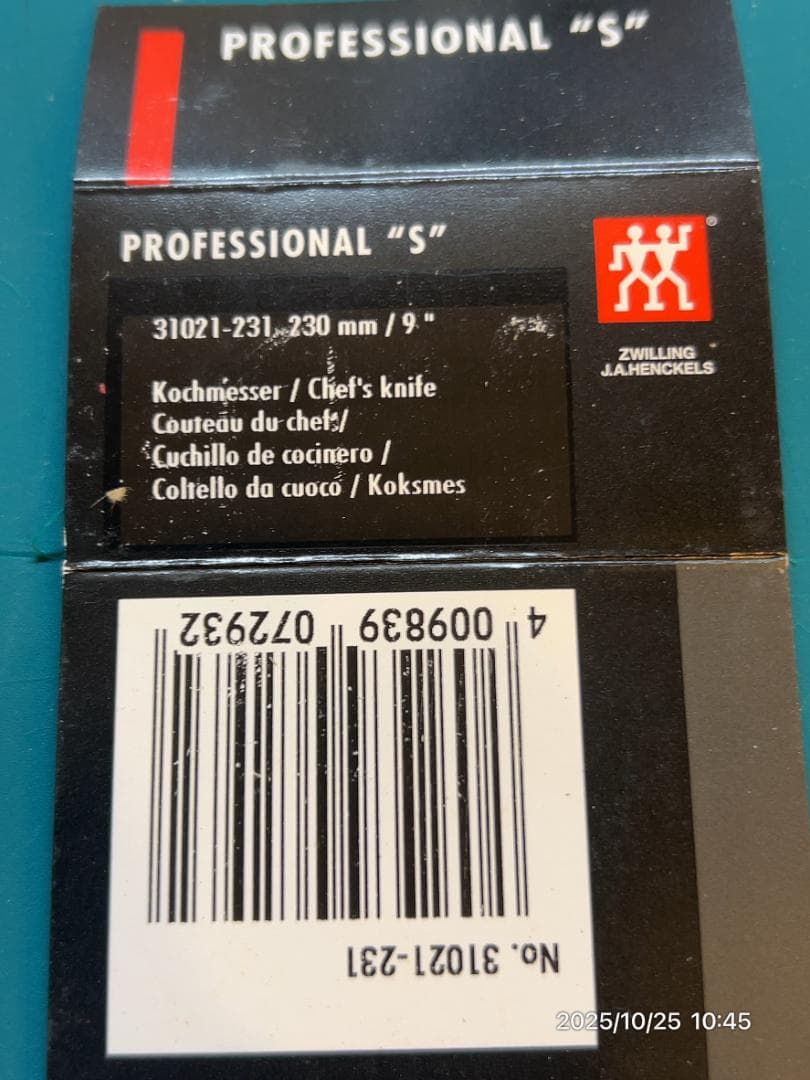 PROFESSIONAL “S”
PROFESSIONAL “S”
31021-231, 230 mm / 9 "
Kochmesser / Chef's knife
Couteau du chef /
Cuchillo de cocinero /
Coltello da cuoco / Koksmes
®
ZWILLING
J.A.HENCKELS
4 009839 072932
No. 31021-231
2025/10/25 10:45